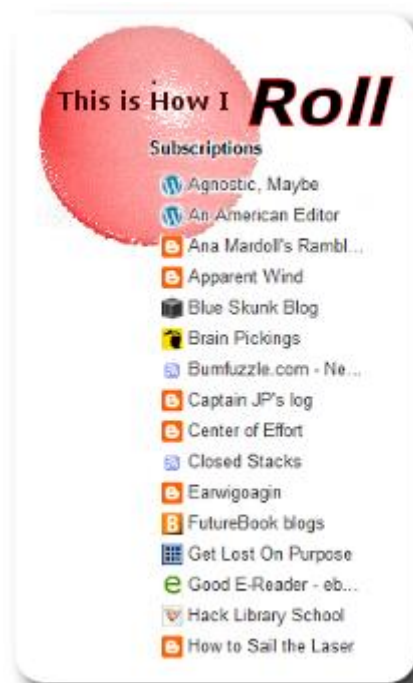 This is How I Roll
Subscriptions
Agnostic, Maybe
An American Editor
Ana Mardoll's Rambl...
Apparent Wind
Blue Skunk Blog
Brain Pickings
Bumfuzzle.com - Ne...
Captain JP's log
Center of Effort
Closed Stacks
Earwigoagin
FutureBook blogs
Get Lost On Purpose
Good E-Reader - eb...
Hack Library School
How to Sail the Laser